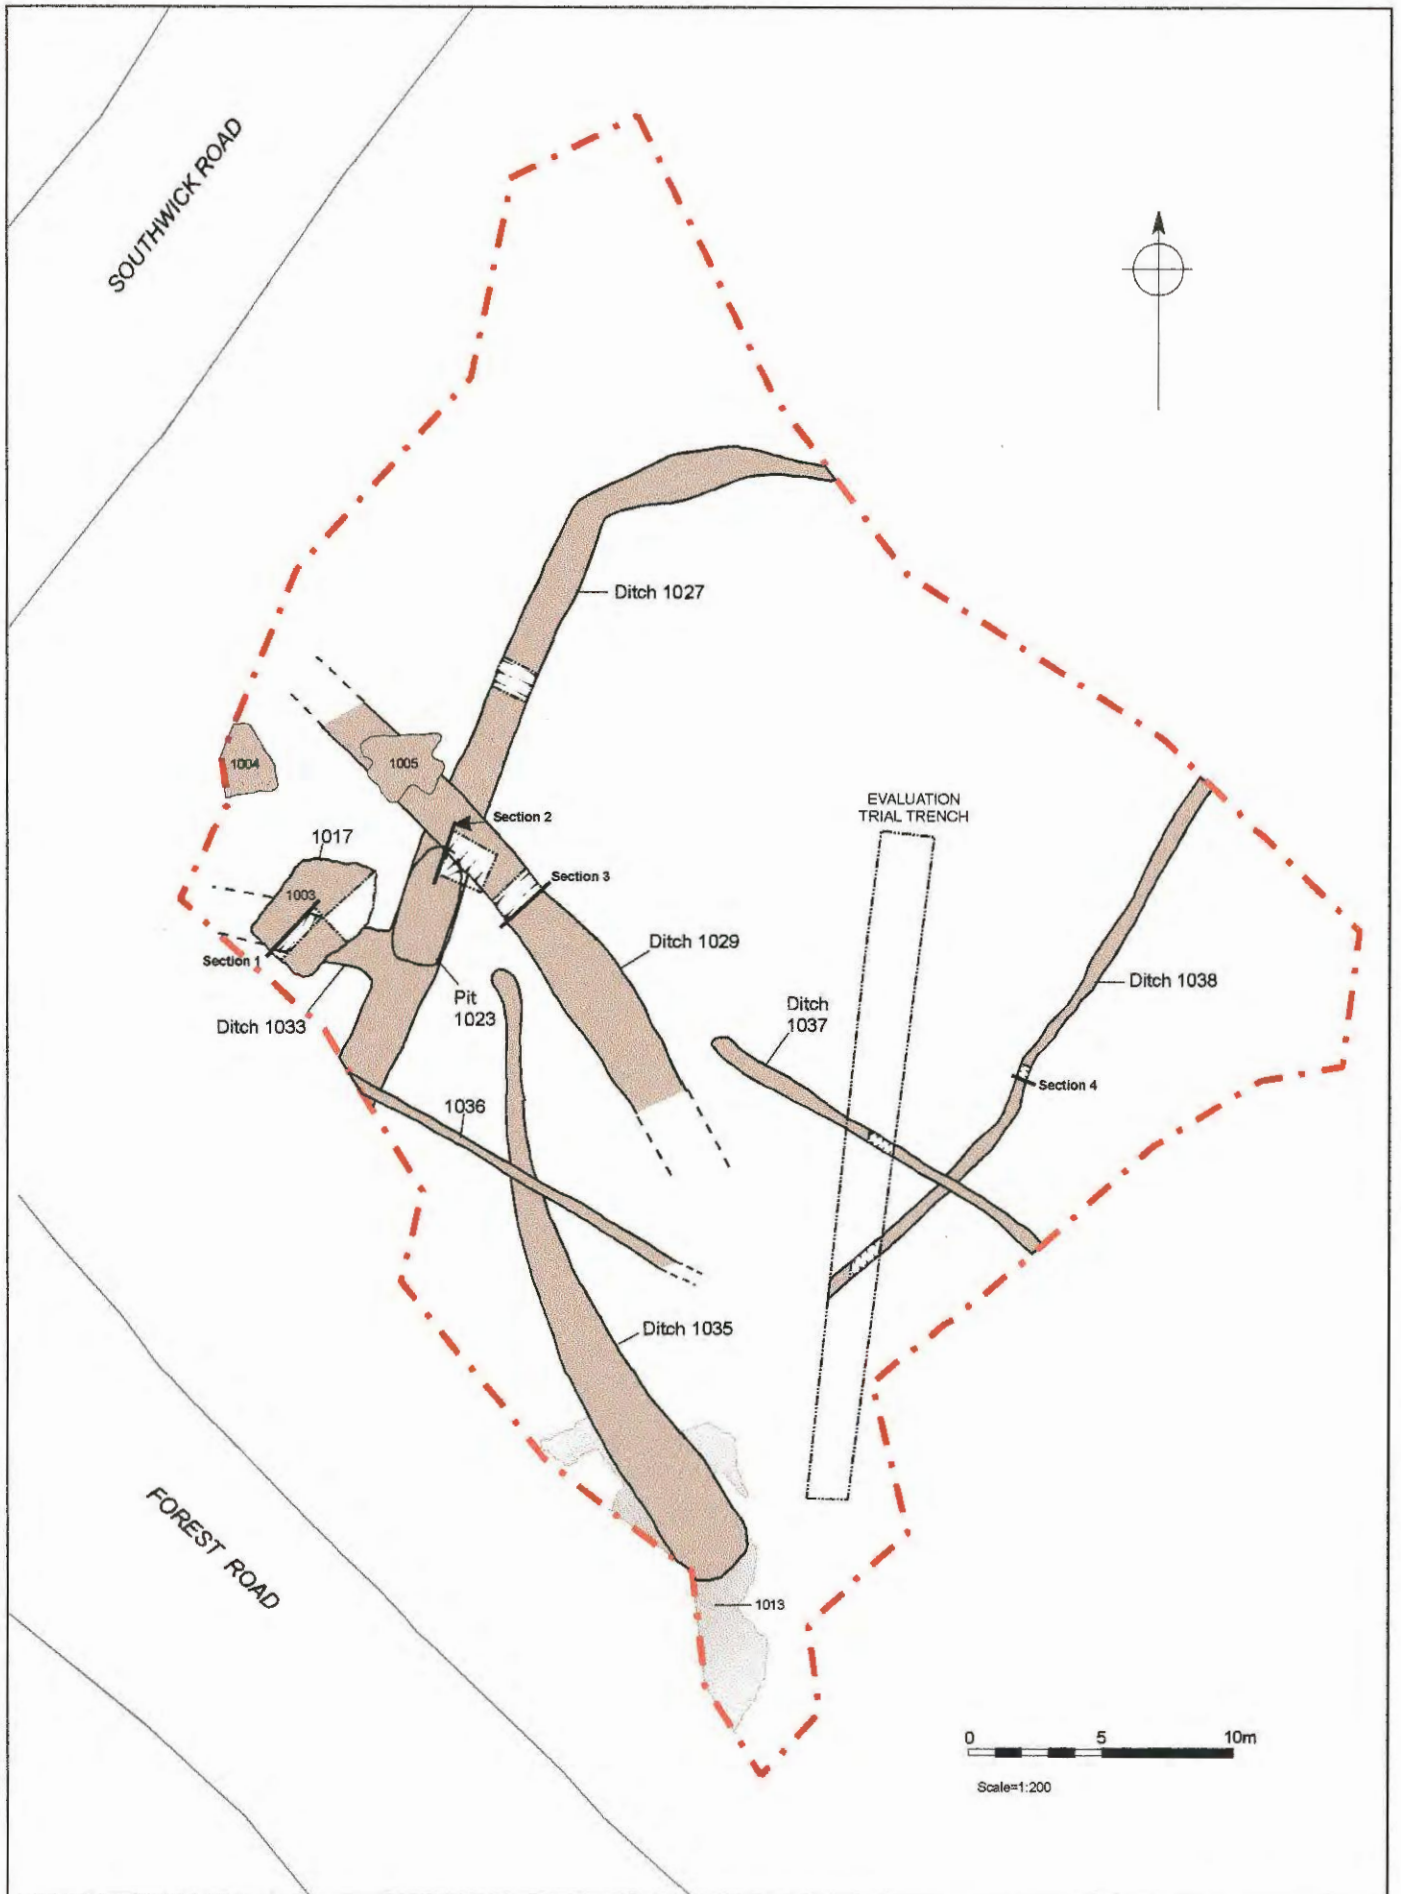 SOUTHWICK ROAD
Ditch 1027
1004
1005
EVALUATION
TRIAL TRENCH
Section 2
1017
1003
Section 3
Section 1
Ditch 1029
Ditch 1038
Pit
1023
Ditch
1037
Ditch 1033
Section 4
1036
Ditch 1035
FOREST ROAD
1013
0 5 10m
Scale=1:200